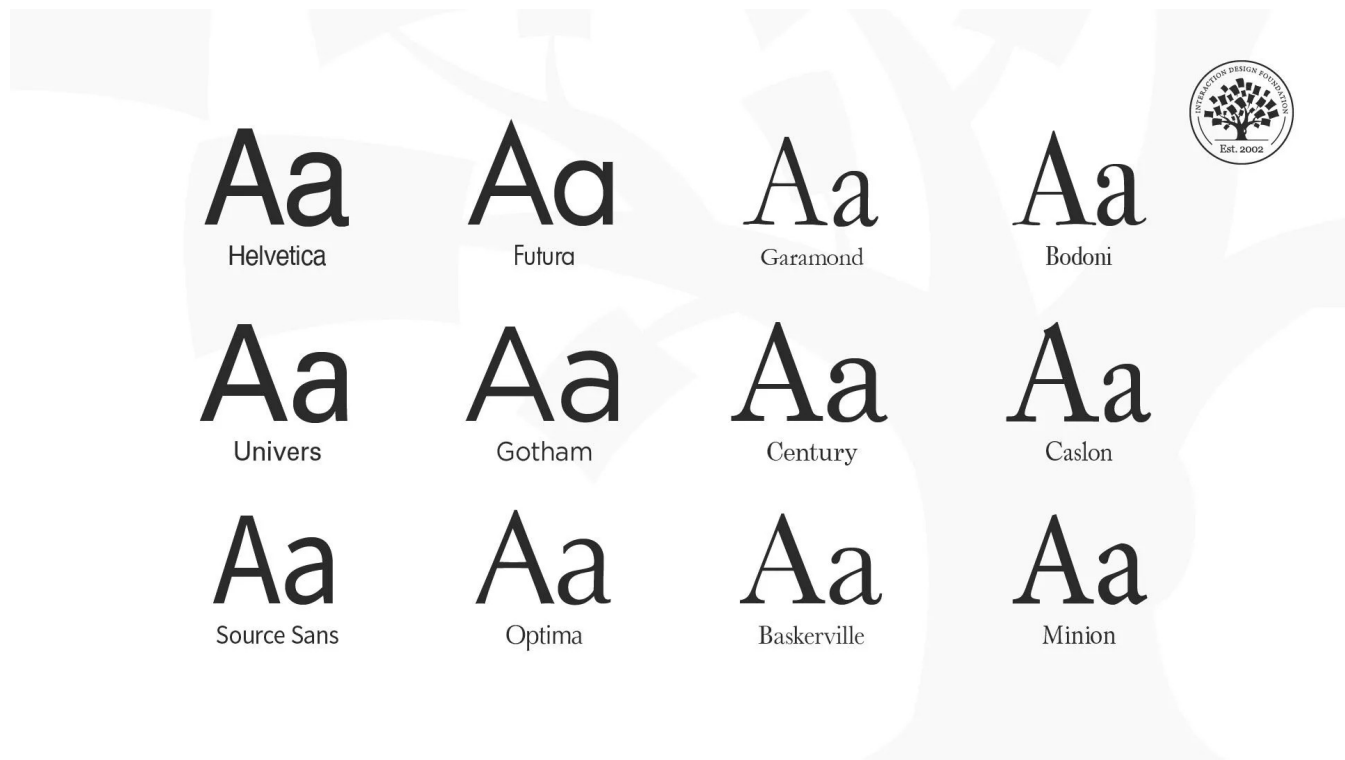 INTERACTION DESIGN FOUNDATION
Est. 2002
Aa Aa Aa Aa
Helvetica Futura Garamond Bodoni
Aa Aa Aa Aa
Univers Gotham Century Caslon
Aa Aa Aa Aa
Source Sans Optima Baskerville Minion